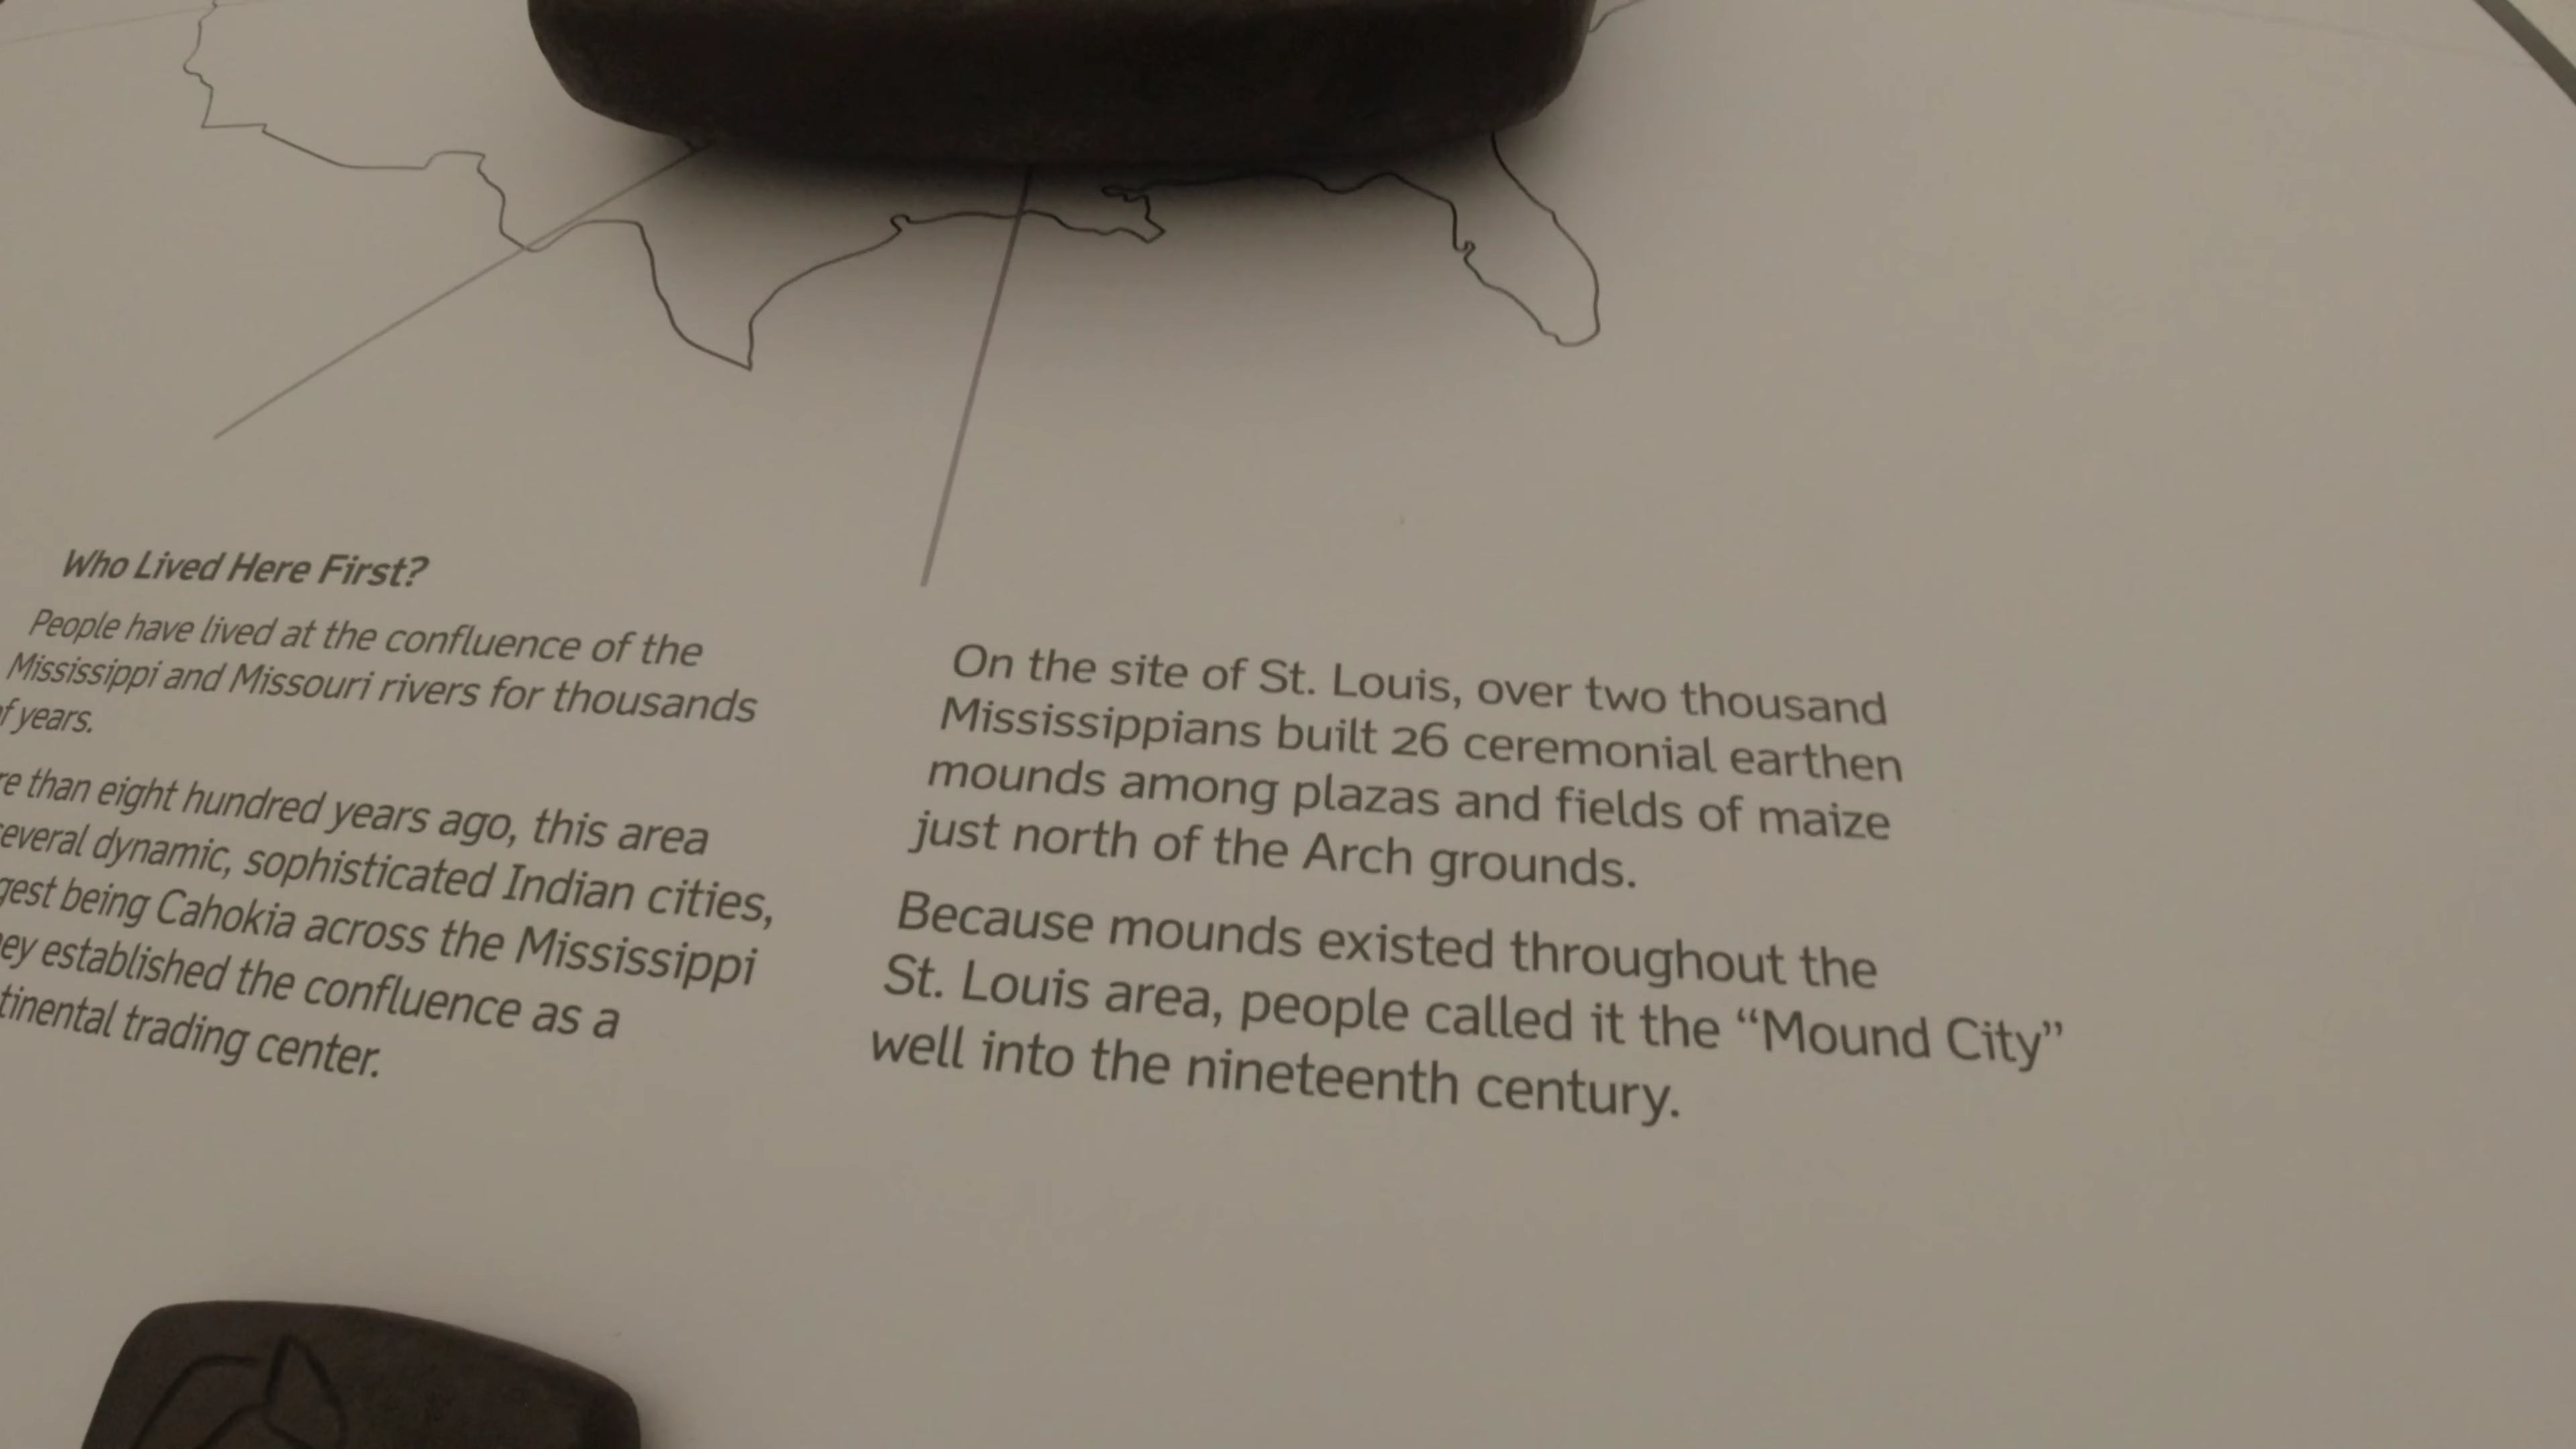 Who Lived Here First?
People have lived at the confluence of the
Mississippi and Missouri rivers for thousands
years.
than eight hundred years ago, this area
dynamic, sophisticated Indian cities,
being Cahokia across the Mississippi
established the confluence as a
trading center.
On the site of St. Louis, over two thousand
Mississippians built 26 ceremonial earthen
mounds among plazas and fields of maize
just north of the Arch grounds.
Because mounds existed throughout the
St. Louis area, people called it the “Mound City”
well into the nineteenth century.